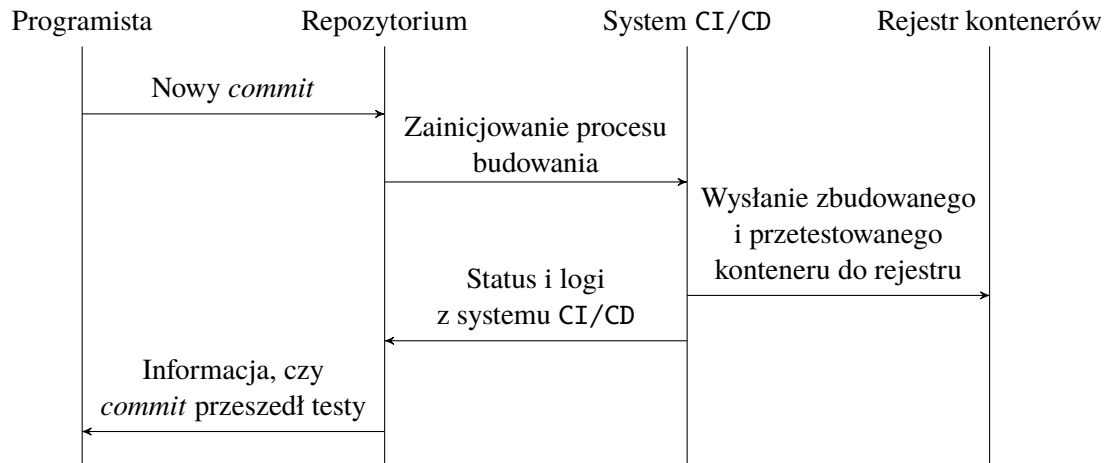 Programista
Repozytorium
System CI/CD
Rejestr kontenerów
Nowy commit
Zainicjowanie procesu
budowania
Wysłanie zbudowanego
i przetestowanego
konteneru do rejestru
Status i logi
z systemu CI/CD
Informacja, czy
commit przeszedł testy